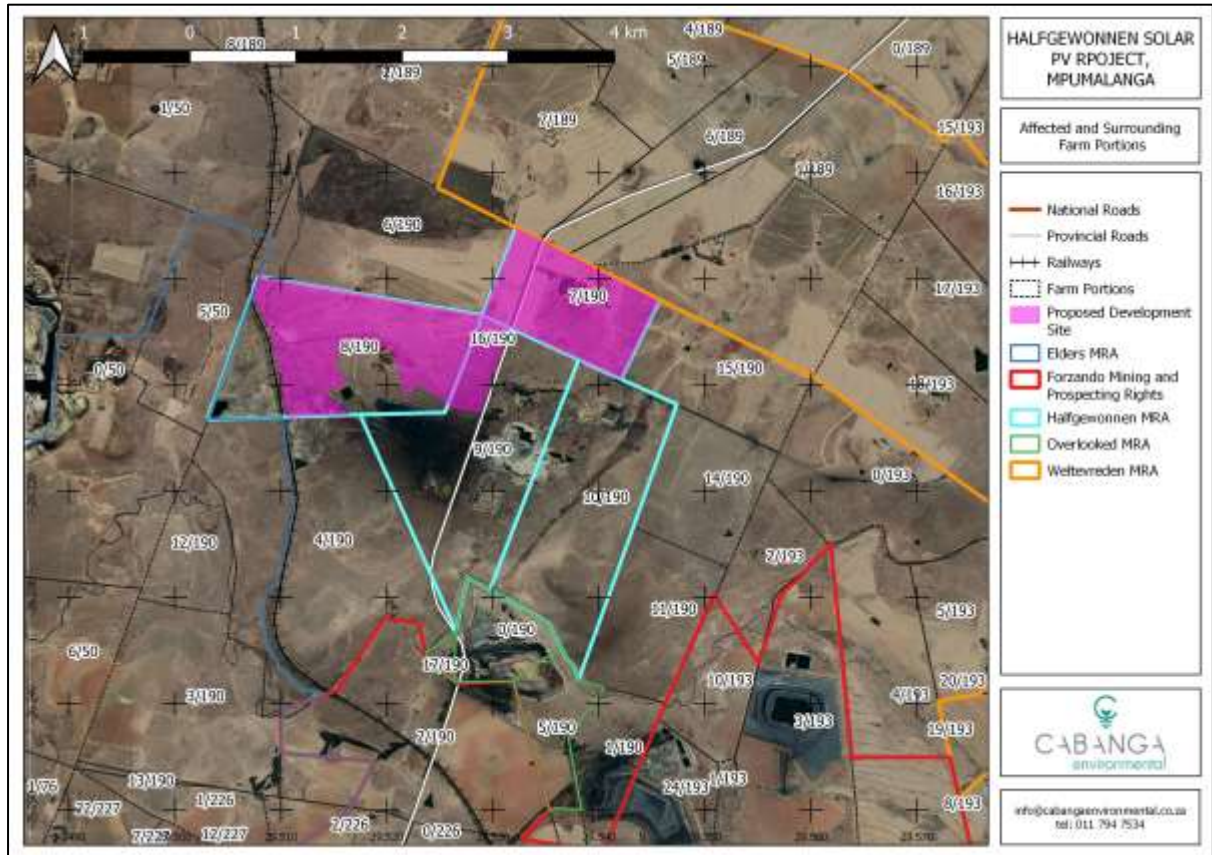 1 0 1 2 3 4 km
8/189
2/189
4/189
5/189
0/189
1/50
7/189
6/189
15/193
1/189
16/193
6/190
17/193
7/190
5/50
16/190
8/190
0/50
15/190
18/193
9/190
0/193
14/190
10/190
4/190
12/190
2/193
11/190
5/193
0/190
6/50
17/190
10/193
20/193
3/190
4/193
3/193
19/193
5/190
2/190
1/190
1/193
24/193
1/76
13/190
1/226
8/193
22/227
2/226
7/227
12/227
0/226
29.510
29.560
29.570
HALFGEWONNEN SOLAR
PV RPOJECT,
MPUMALANGA
Affected and Surrounding
Farm Portions
National Roads
Provincial Roads
Railways
Farm Portions
Proposed Development
Site
Elders MRA
Forzando Mining and
Prospecting Rights
Halfgewonnen MRA
Overlooked MRA
Weltevreden MRA
CABANGA
environmental
info@cabangaenvironmental.co.za
tel: 011 794 7534